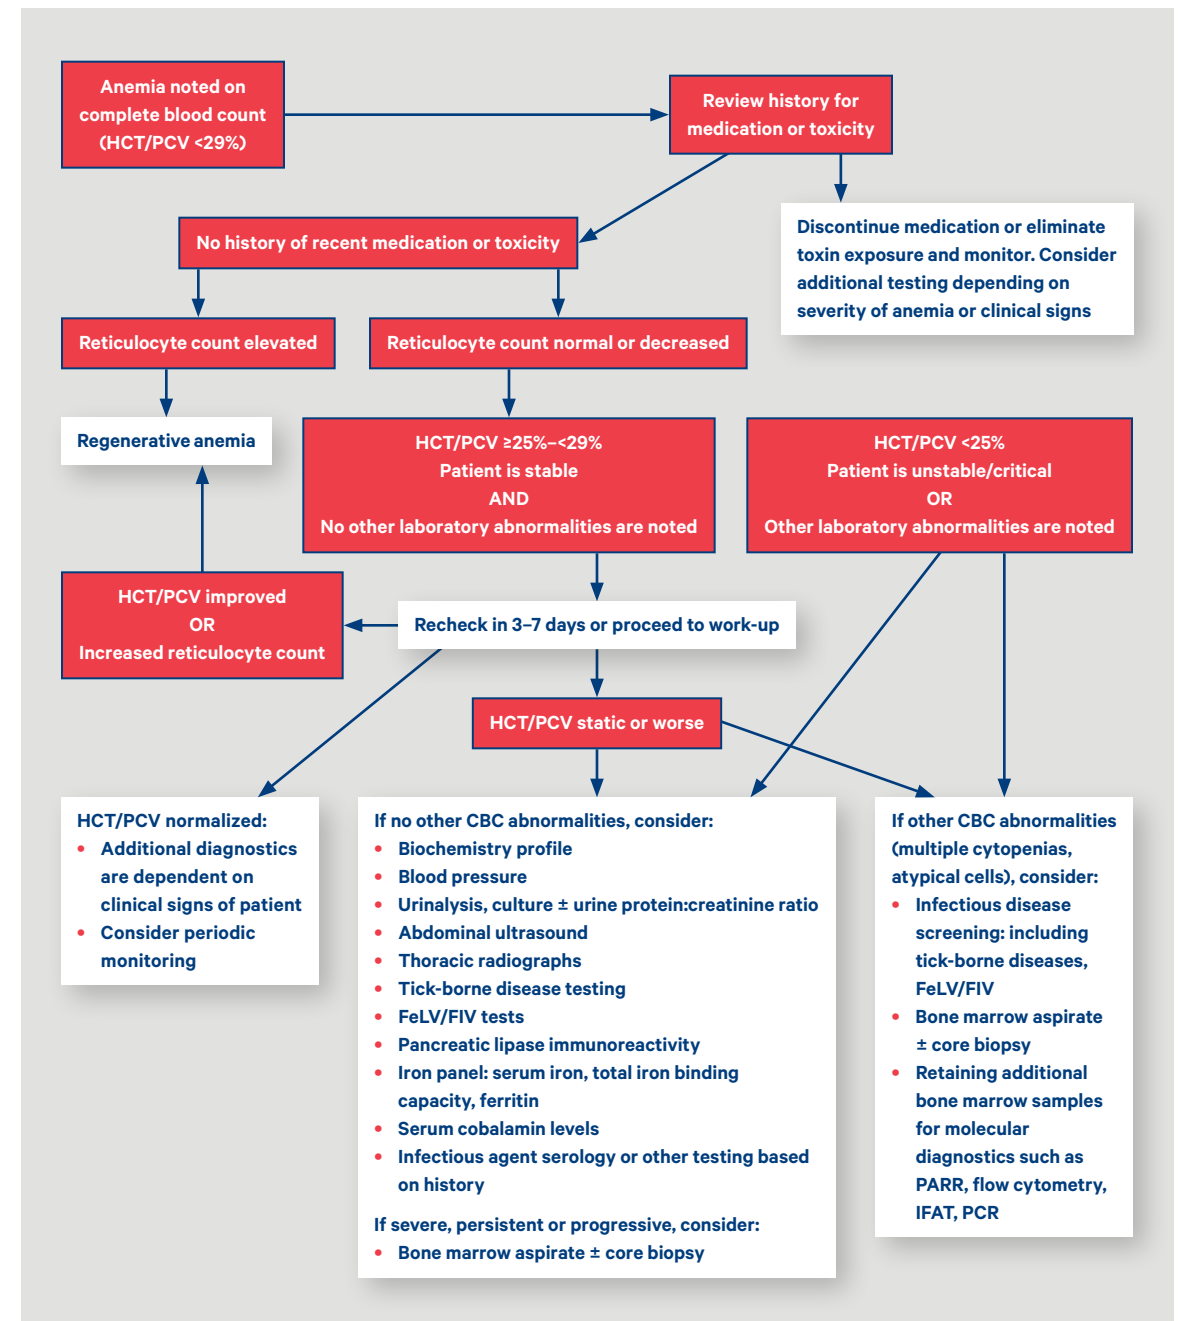 Anemia noted on
complete blood count
(HCT/PCV <29%)
Review history for
medication or toxicity
No history of recent medication or toxicity
Discontinue medication or eliminate
toxin exposure and monitor. Consider
additional testing depending on
severity of anemia or clinical signs
Reticulocyte count elevated
Reticulocyte count normal or decreased
Regenerative anemia
HCT/PCV ≥25%–<29%
Patient is stable
AND
No other laboratory abnormalities are noted
HCT/PCV <25%
Patient is unstable/critical
OR
Other laboratory abnormalities are noted
HCT/PCV improved
OR
Increased reticulocyte count
Recheck in 3–7 days or proceed to work-up
HCT/PCV static or worse
HCT/PCV normalized:
• Additional diagnostics
are dependent on
clinical signs of patient
• Consider periodic
monitoring
If no other CBC abnormalities, consider:
• Biochemistry profile
• Blood pressure
• Urinalysis, culture ± urine protein:creatinine ratio
• Abdominal ultrasound
• Thoracic radiographs
• Tick-borne disease testing
• FeLV/FIV tests
• Pancreatic lipase immunoreactivity
• Iron panel: serum iron, total iron binding
capacity, ferritin
• Serum cobalamin levels
• Infectious agent serology or other testing based
on history
If severe, persistent or progressive, consider:
• Bone marrow aspirate ± core biopsy
If other CBC abnormalities
(multiple cytopenias,
atypical cells), consider:
• Infectious disease
screening: including
tick-borne diseases,
FeLV/FIV
• Bone marrow aspirate
± core biopsy
• Retaining additional
bone marrow samples
for molecular
diagnostics such as
PARR, flow cytometry,
IFAT, PCR